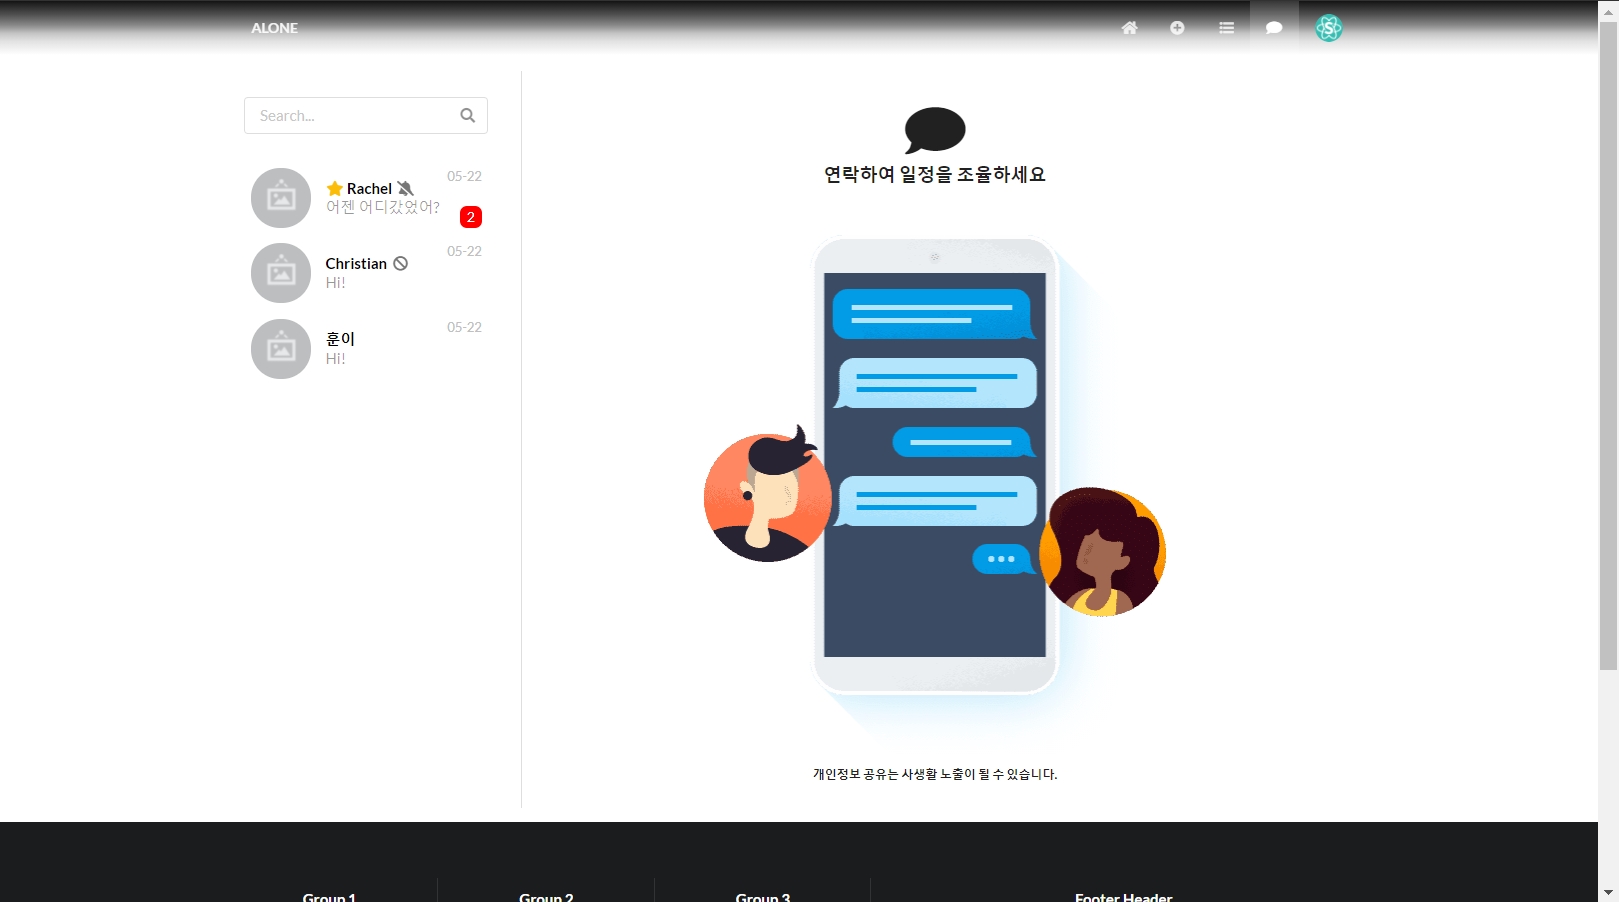 ALONE
Search...
Rachel
05-22
어젠 어디갔었어?
2
Christian
05-22
Hi!
훈이
05-22
Hi!
연락하여 일정을 조율하세요
개인정보 공유는 사생활 노출이 될 수 있습니다.
Group 1
Group 2
Group 3
Footer Header